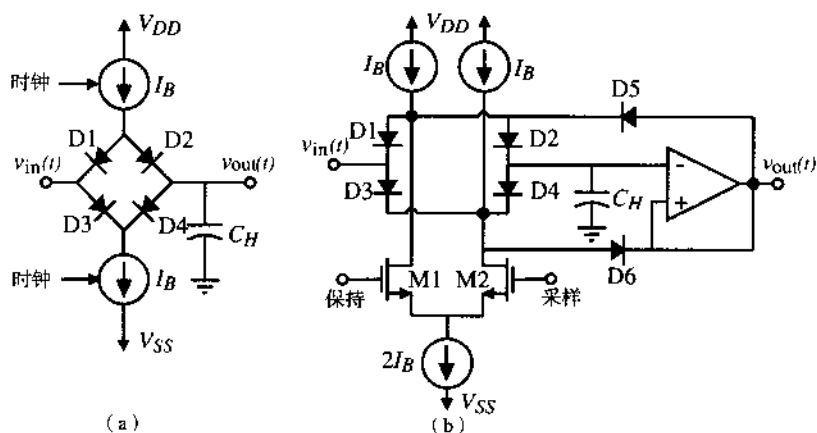 V_DD
时钟
I_B
D1
D2
v_in(t)
v_out(t)
D3
D4
C_H
时钟
I_B
V_SS
(a)
V_DD
I_B
I_B
D5
D1
D2
v_in(t)
D3
D4
C_H
-
+
v_out(t)
D6
M1
M2
保持
采样
2I_B
V_SS
(b)